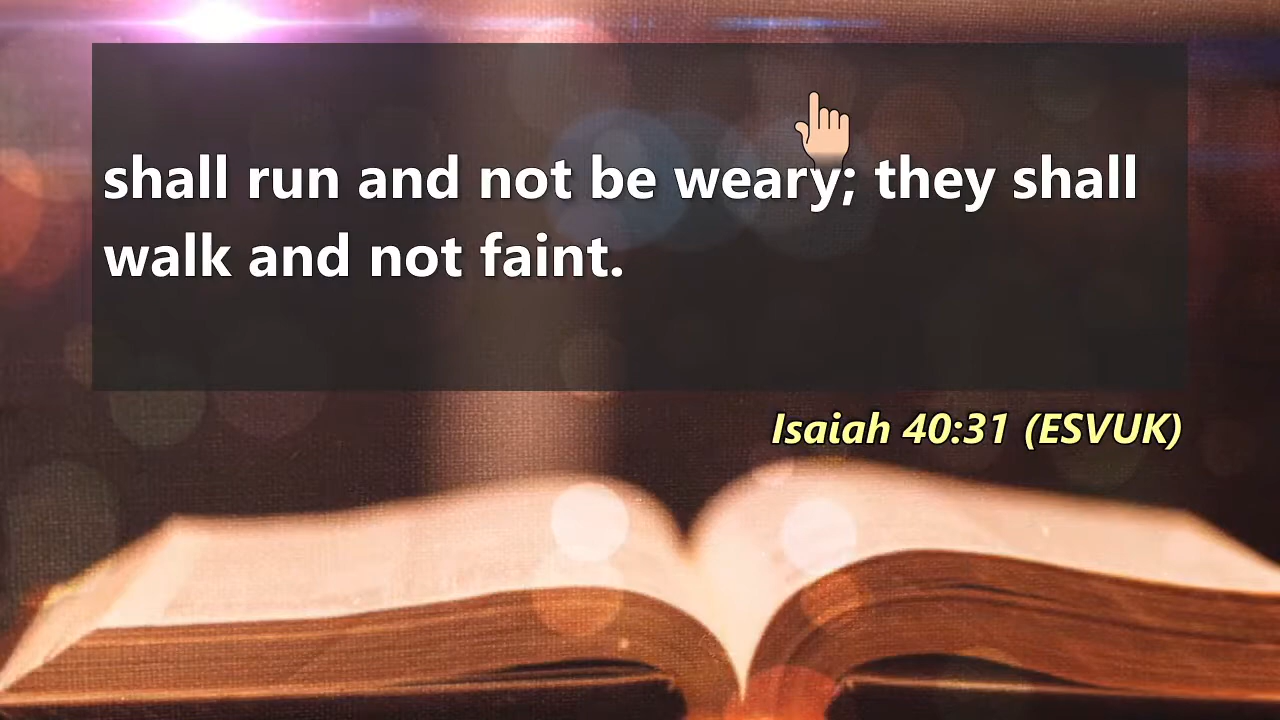 shall run and not be weary; they shall
walk and not faint.
Isaiah 40:31 (ESVUK)